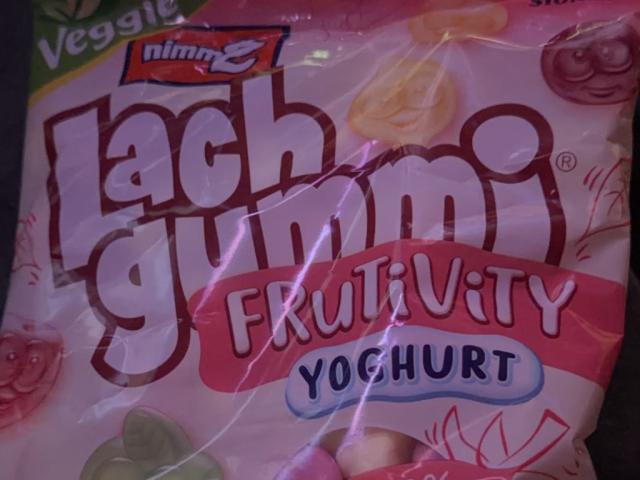 Veggie
nimm2
Lach
gummi®
FRUTiViTY
YOGHURT